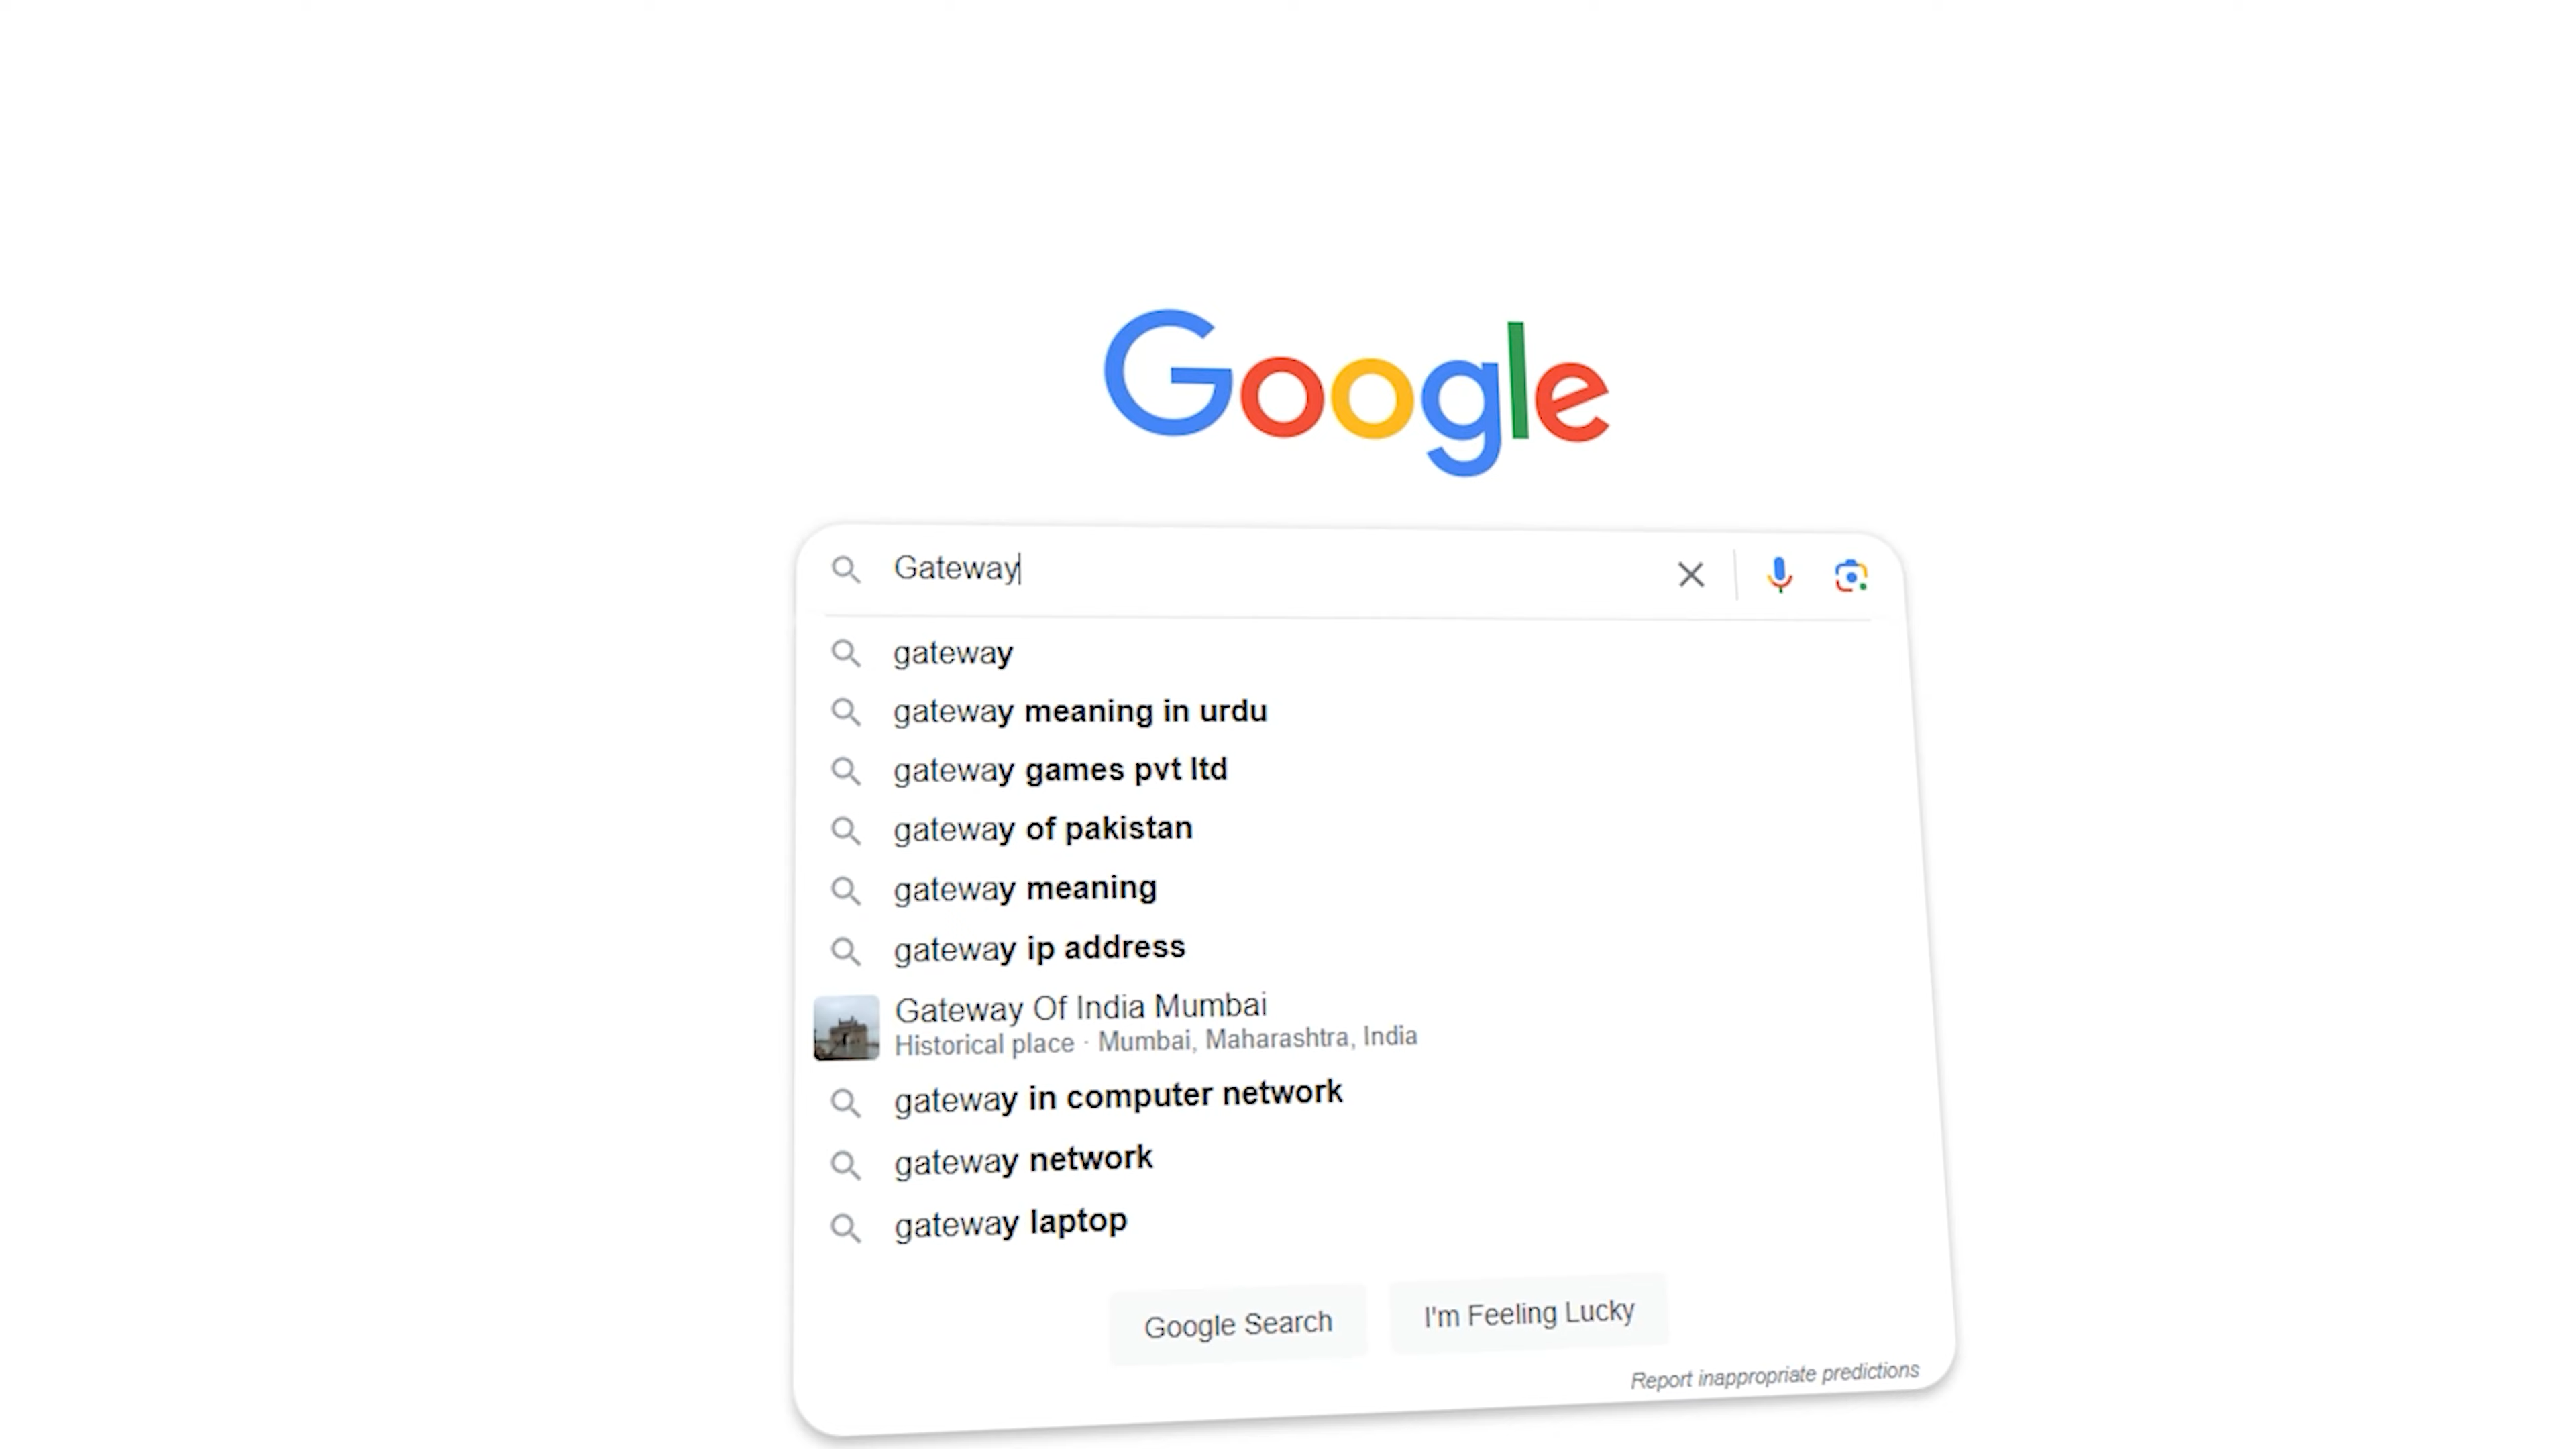 Google
Gateway
gateway
gateway meaning in urdu
gateway games pvt ltd
gateway of pakistan
gateway meaning
gateway ip address
Gateway Of India Mumbai
Historical place · Mumbai, Maharashtra, India
gateway in computer network
gateway network
gateway laptop
Google Search
I'm Feeling Lucky
Report inappropriate predictions